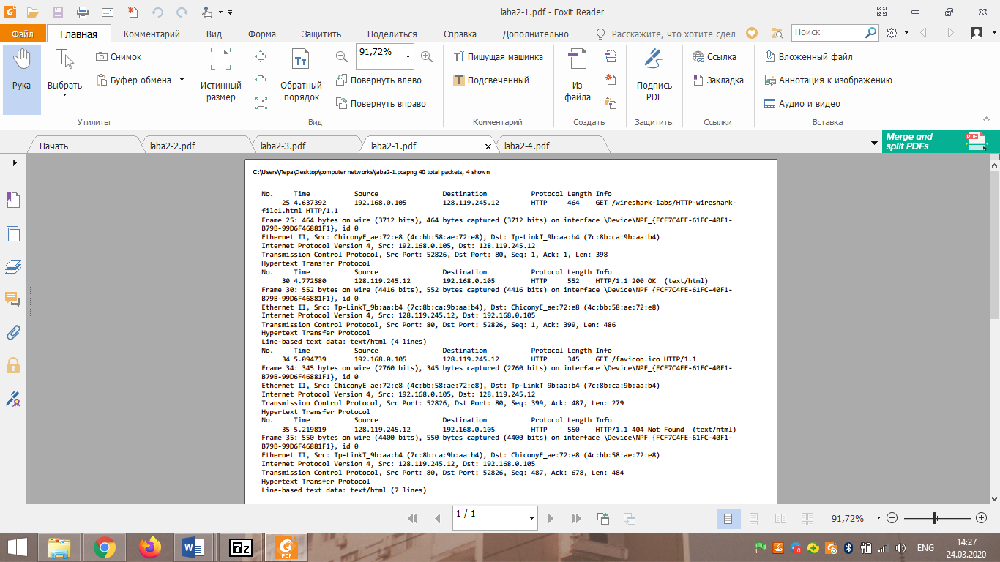 laba2-1.pdf - Foxit Reader
Файл Главная Комментарий Вид Форма Защитить Поделиться Справка Дополнительно Расскажите, что хотите сдел Поиск
Рука
Выбрать
Снимок
Буфер обмена
Утилиты
Истинный размер
Обратный порядок
91,72%
Повернуть влево
Повернуть вправо
Вид
Пишущая машинка
Подсвеченный
Комментарий
Из файла
Создать
Подпись PDF
Защитить
Ссылка
Закладка
Ссылки
Вложенный файл
Аннотация к изображению
Аудио и видео
Вставка
Начать laba2-2.pdf laba2-3.pdf laba2-1.pdf laba2-4.pdf
Merge and
split PDFs
PDF
C:\Users\Лера\Desktop\computer networks\laba2-1.pcapng 40 total packets, 4 shown
No. Time Source Destination Protocol Length Info
25 4.637392 192.168.0.105 128.119.245.12 HTTP 464 GET /wireshark-labs/HTTP-wireshark-
file1.html HTTP/1.1
Frame 25: 464 bytes on wire (3712 bits), 464 bytes captured (3712 bits) on interface \Device\NPF_{FCF7C4FE-61FC-40F1-
B79B-99D6F46881F1}, id 0
Ethernet II, Src: ChiconyE_ae:72:e8 (4c:bb:58:ae:72:e8), Dst: Tp-LinkT_9b:aa:b4 (7c:8b:ca:9b:aa:b4)
Internet Protocol Version 4, Src: 192.168.0.105, Dst: 128.119.245.12
Transmission Control Protocol, Src Port: 52826, Dst Port: 80, Seq: 1, Ack: 1, Len: 398
Hypertext Transfer Protocol
No. Time Source Destination Protocol Length Info
30 4.772580 128.119.245.12 192.168.0.105 HTTP 552 HTTP/1.1 200 OK (text/html)
Frame 30: 552 bytes on wire (4416 bits), 552 bytes captured (4416 bits) on interface \Device\NPF_{FCF7C4FE-61FC-40F1-
B79B-99D6F46881F1}, id 0
Ethernet II, Src: Tp-LinkT_9b:aa:b4 (7c:8b:ca:9b:aa:b4), Dst: ChiconyE_ae:72:e8 (4c:bb:58:ae:72:e8)
Internet Protocol Version 4, Src: 128.119.245.12, Dst: 192.168.0.105
Transmission Control Protocol, Src Port: 80, Dst Port: 52826, Seq: 1, Ack: 399, Len: 486
Hypertext Transfer Protocol
Line-based text data: text/html (4 lines)
No. Time Source Destination Protocol Length Info
34 5.094739 192.168.0.105 128.119.245.12 HTTP 345 GET /favicon.ico HTTP/1.1
Frame 34: 345 bytes on wire (2760 bits), 345 bytes captured (2760 bits) on interface \Device\NPF_{FCF7C4FE-61FC-40F1-
B79B-99D6F46881F1}, id 0
Ethernet II, Src: ChiconyE_ae:72:e8 (4c:bb:58:ae:72:e8), Dst: Tp-LinkT_9b:aa:b4 (7c:8b:ca:9b:aa:b4)
Internet Protocol Version 4, Src: 192.168.0.105, Dst: 128.119.245.12
Transmission Control Protocol, Src Port: 52826, Dst Port: 80, Seq: 399, Ack: 487, Len: 279
Hypertext Transfer Protocol
No. Time Source Destination Protocol Length Info
35 5.219819 128.119.245.12 192.168.0.105 HTTP 550 HTTP/1.1 404 Not Found (text/html)
Frame 35: 550 bytes on wire (4400 bits), 550 bytes captured (4400 bits) on interface \Device\NPF_{FCF7C4FE-61FC-40F1-
B79B-99D6F46881F1}, id 0
Ethernet II, Src: Tp-LinkT_9b:aa:b4 (7c:8b:ca:9b:aa:b4), Dst: ChiconyE_ae:72:e8 (4c:bb:58:ae:72:e8)
Internet Protocol Version 4, Src: 128.119.245.12, Dst: 192.168.0.105
Transmission Control Protocol, Src Port: 80, Dst Port: 52826, Seq: 487, Ack: 678, Len: 484
Hypertext Transfer Protocol
Line-based text data: text/html (7 lines)
1 / 1
91,72%
7z
PDF
ENG
14:27
24.03.2020